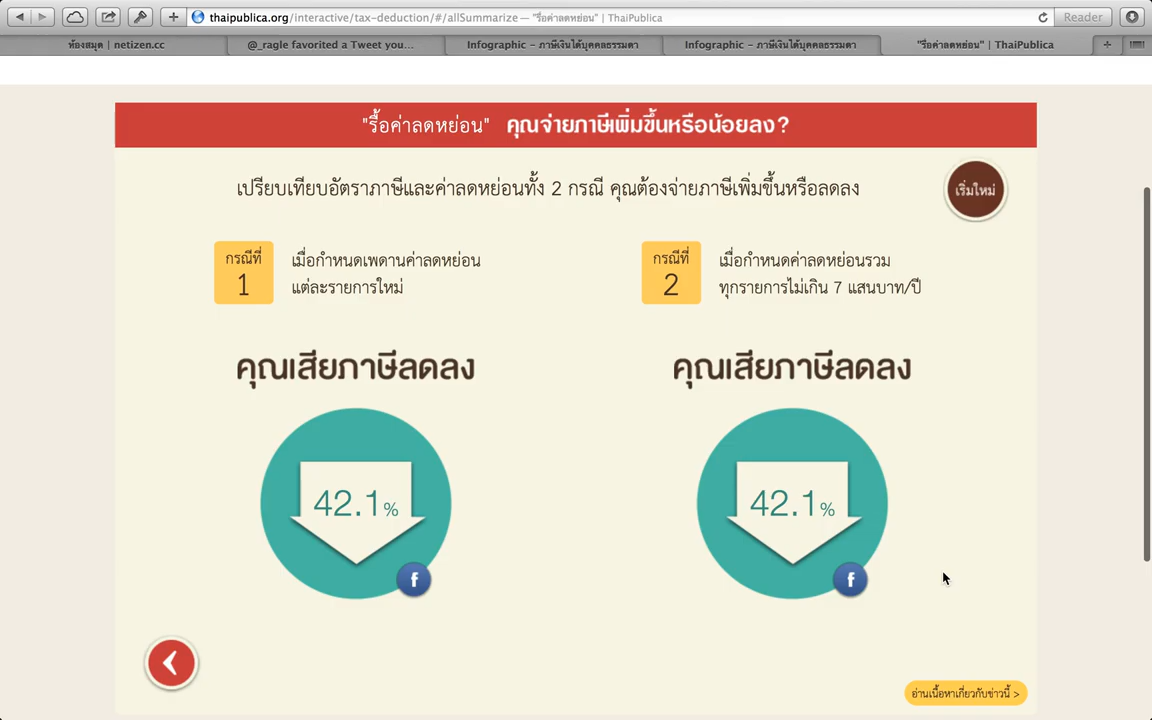 thaipublica.org/interactive/tax-deduction/#/allSummarize — "รื้อค่าลดหย่อน" | ThaiPublica
Reader
ห้องสมุด | netizen.cc
@_ragle favorited a Tweet you...
Infographic - ภาษีเงินได้บุคคลธรรมดา
Infographic - ภาษีเงินได้บุคคลธรรมดา
"รื้อค่าลดหย่อน" | ThaiPublica
"รื้อค่าลดหย่อน" คุณจ่ายภาษีเพิ่มขึ้นหรือน้อยลง?
เปรียบเทียบอัตราภาษีและค่าลดหย่อนทั้ง 2 กรณี คุณต้องจ่ายภาษีเพิ่มขึ้นหรือลดลง
เริ่มใหม่
กรณีที่
1
เมื่อกำหนดเพดานค่าลดหย่อน
แต่ละรายการใหม่
กรณีที่
2
เมื่อกำหนดค่าลดหย่อนรวม
ทุกรายการไม่เกิน 7 แสนบาท/ปี
คุณเสียภาษีลดลง
42.1%
f
คุณเสียภาษีลดลง
42.1%
f
อ่านเนื้อหาเกี่ยวกับข่าวนี้ >